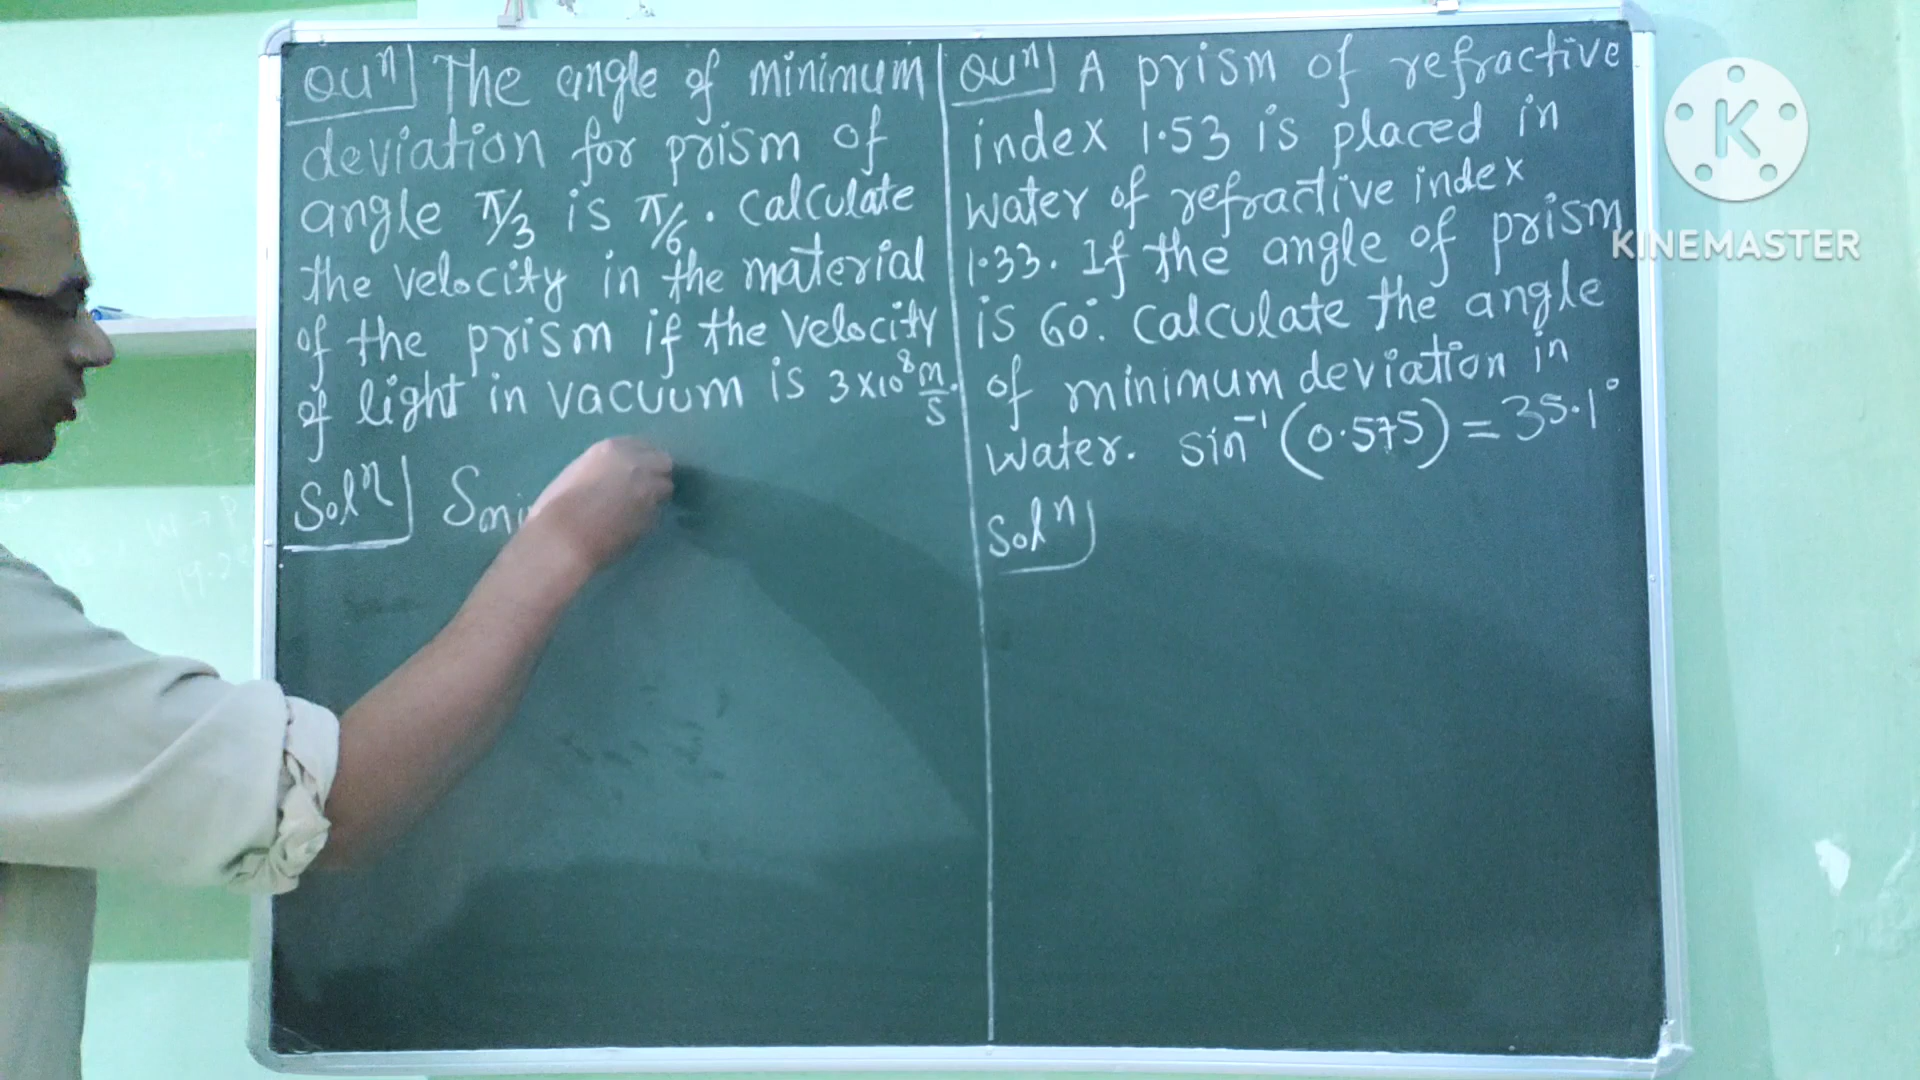 QUⁿ The angle of minimum
deviation for prism of
angle π/3 is π/6. Calculate
the velocity in the material
of the prism if the velocity
of light in vacuum is 3×10⁸ m/s.
Solⁿ
QUⁿ A prism of refractive
index 1.53 is placed in
water of refractive index
1.33. If the angle of prism
is 60°. Calculate the angle
of minimum deviation in
water. sin⁻¹(0.575) = 35.1°
Solⁿ
K
KINEMASTER